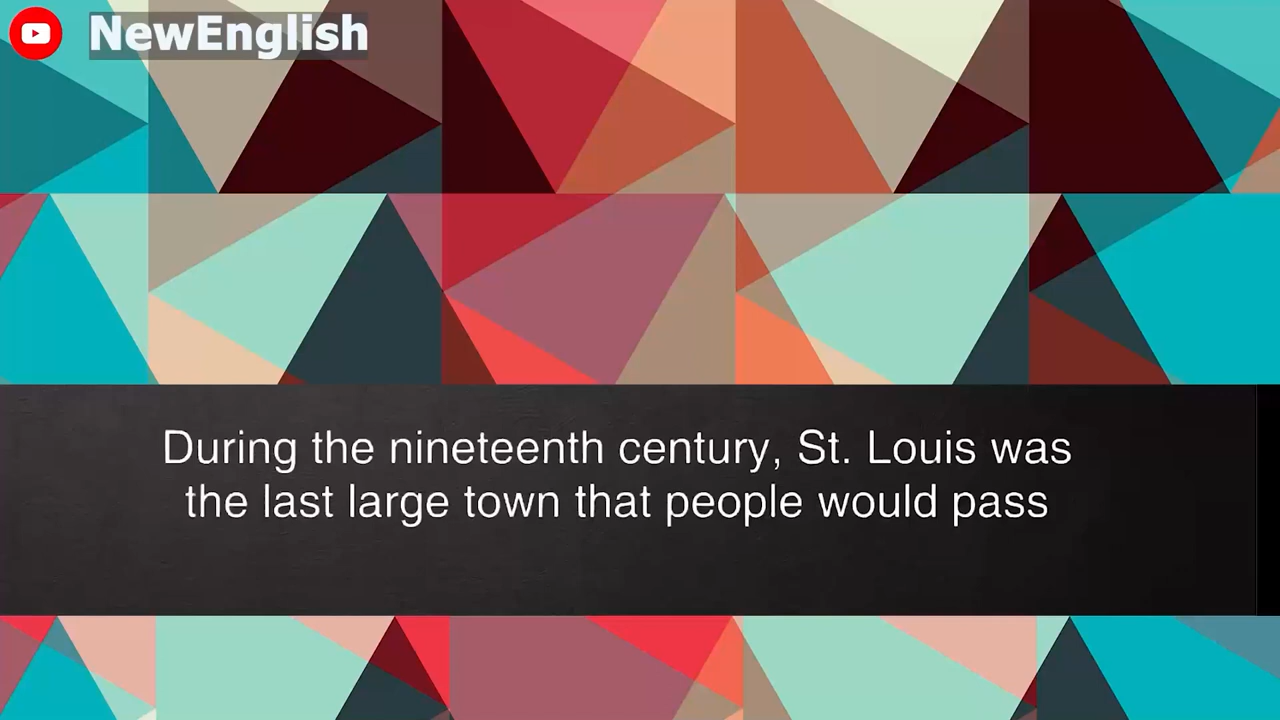 NewEnglish
During the nineteenth century, St. Louis was
the last large town that people would pass